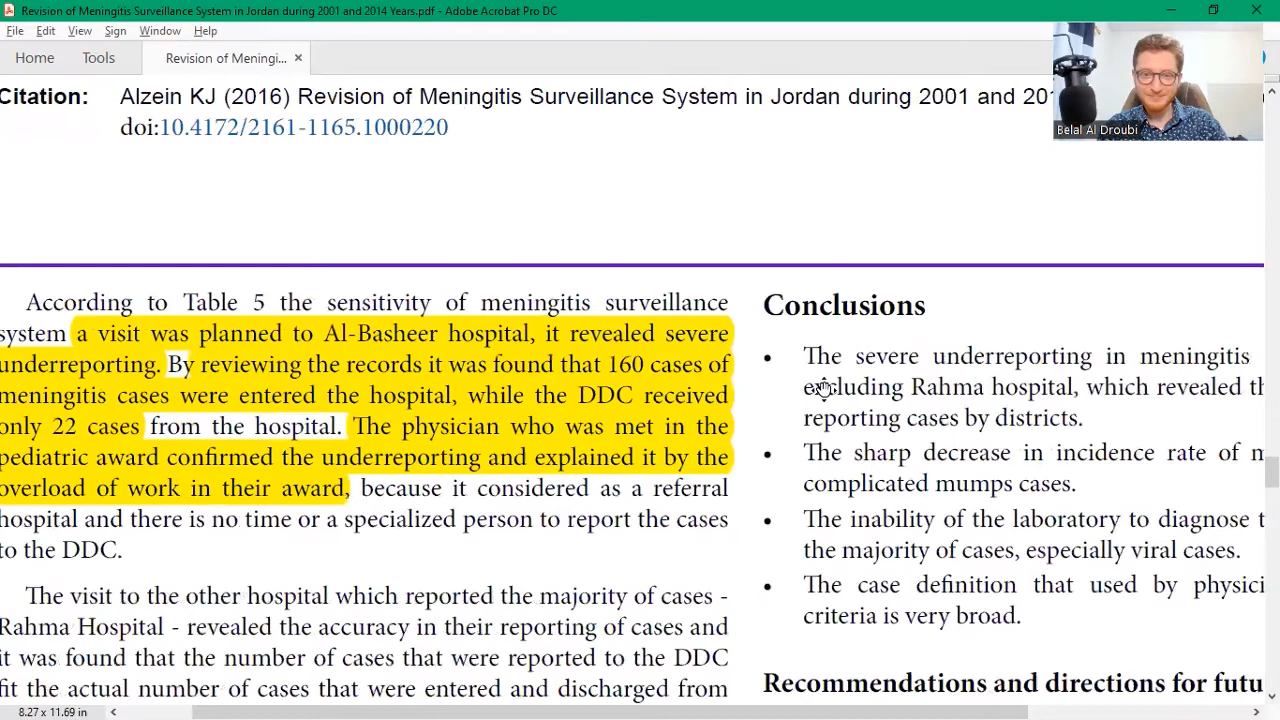 Revision of Meningitis Surveillance System in Jordan during 2001 and 2014 Years.pdf - Adobe Acrobat Pro DC
File Edit View Sign Window Help
Home Tools Revision of Meningi... ×
Citation: Alzein KJ (2016) Revision of Meningitis Surveillance System in Jordan during 2001 and
doi:10.4172/2161-1165.1000220
Belal Al Droubi
According to Table 5 the sensitivity of meningitis surveillance
system a visit was planned to Al-Basheer hospital, it revealed severe
underreporting. By reviewing the records it was found that 160 cases of
meningitis cases were entered the hospital, while the DDC received
only 22 cases from the hospital. The physician who was met in the
pediatric award confirmed the underreporting and explained it by the
overload of work in their award, because it considered as a referral
hospital and there is no time or a specialized person to report the cases
to the DDC.
The visit to the other hospital which reported the majority of cases -
Rahma Hospital - revealed the accuracy in their reporting of cases and
it was found that the number of cases that were reported to the DDC
fit the actual number of cases that were entered and discharged from
Conclusions
• The severe underreporting in meningitis
excluding Rahma hospital, which revealed th
reporting cases by districts.
• The sharp decrease in incidence rate of m
complicated mumps cases.
• The inability of the laboratory to diagnose t
the majority of cases, especially viral cases.
• The case definition that used by physici
criteria is very broad.
Recommendations and directions for futu
8.27 x 11.69 in